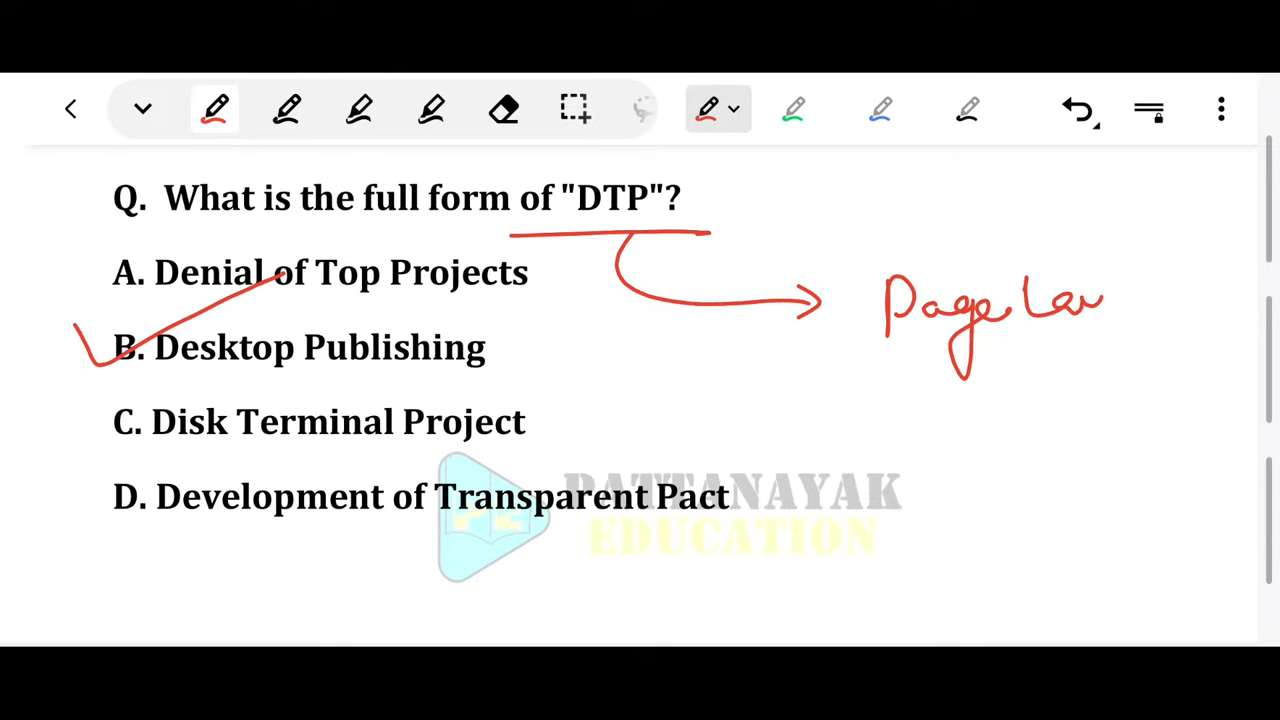 Q. What is the full form of "DTP"?
A. Denial of Top Projects
Page Lay
B. Desktop Publishing
C. Disk Terminal Project
D. Development of Transparent Pact
PATTANAYAK
EDUCATION